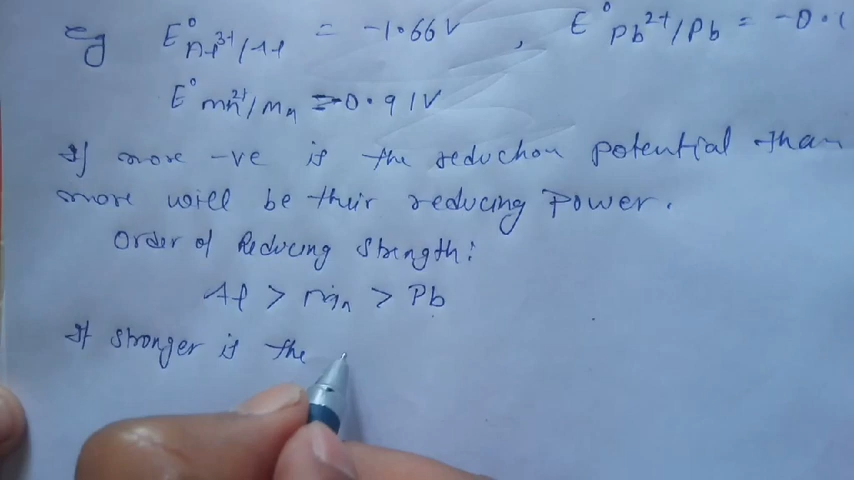 eg E°Al³⁺/Al = -1.66V , E°Pb²⁺/Pb = -0.1
E°Mn²⁺/Mn = -0.91V
If more -ve is the reduction potential than
more will be their reducing Power.
Order of Reducing Strength:
Al > Mn > Pb
If stronger is the